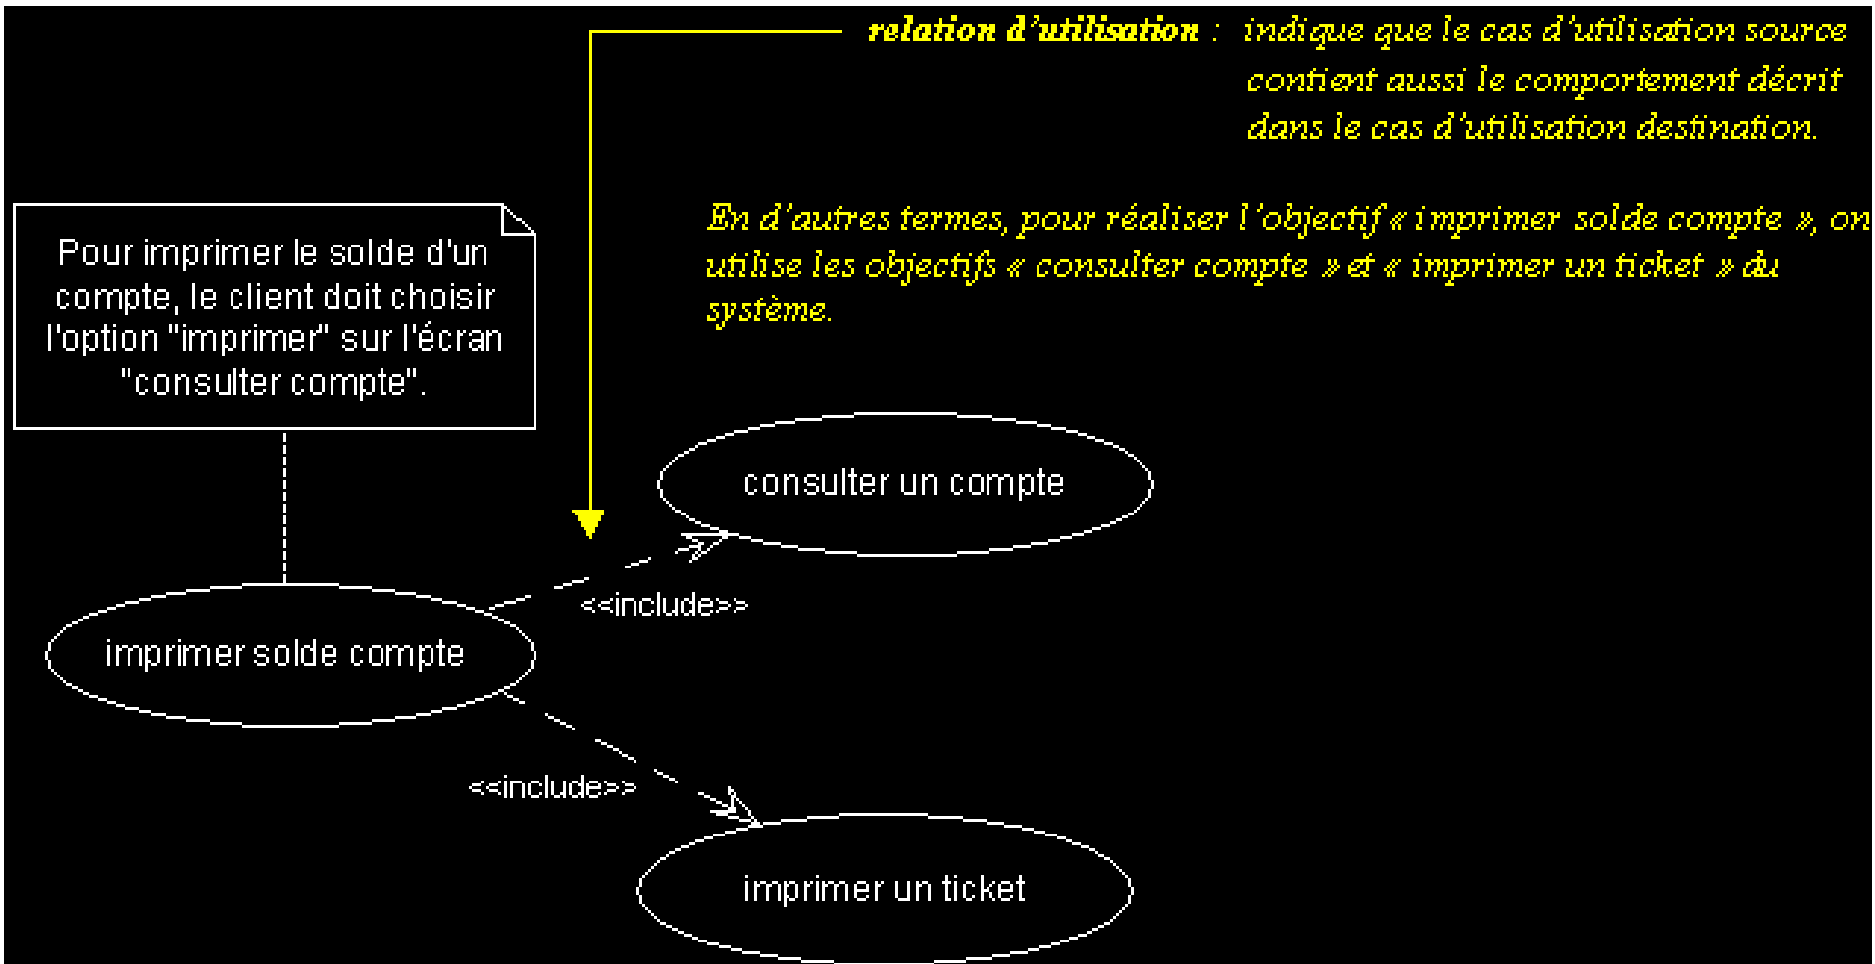 relation d'utilisation : indique que le cas d'utilisation source
contient aussi le comportement décrit
dans le cas d'utilisation destination.
En d'autres termes, pour réaliser l'objectif « imprimer solde compte », on
utilise les objectifs « consulter compte » et « imprimer un ticket » du
système.
Pour imprimer le solde d'un
compte, le client doit choisir
l'option "imprimer" sur l'écran
"consulter compte".
consulter un compte
<<include>>
imprimer solde compte
<<include>>
imprimer un ticket